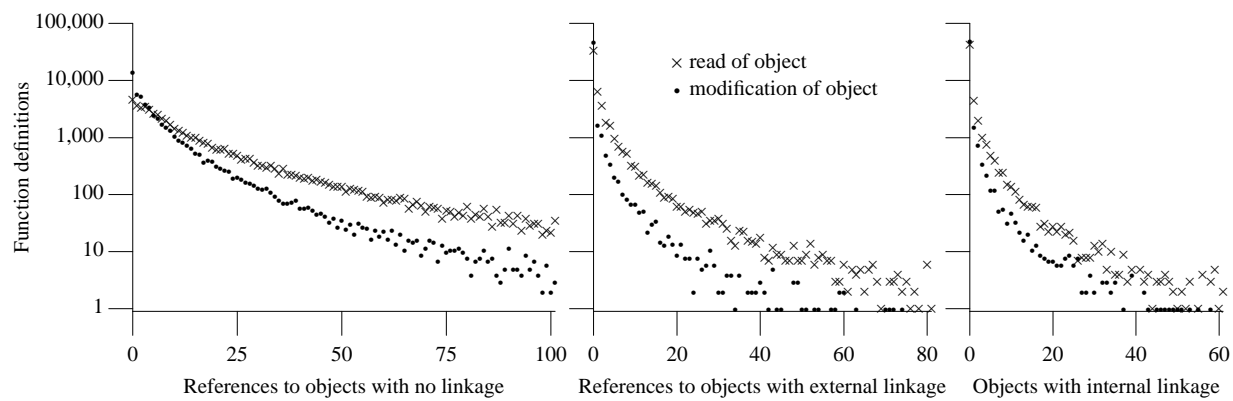 100,000
10,000
1,000
100
10
1
Function definitions
0 25 50 75 100
References to objects with no linkage
× read of object
• modification of object
0 20 40 60 80
References to objects with external linkage
0 20 40 60
Objects with internal linkage